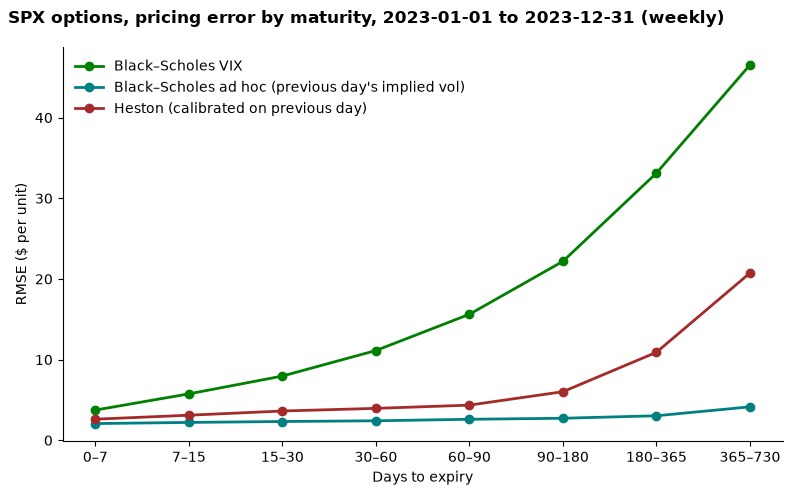 SPX options, pricing error by maturity, 2023-01-01 to 2023-12-31 (weekly)
Black–Scholes VIX
Black–Scholes ad hoc (previous day's implied vol)
Heston (calibrated on previous day)
RMSE ($ per unit)
40
30
20
10
0
0–7 7–15 15–30 30–60 60–90 90–180 180–365 365–730
Days to expiry